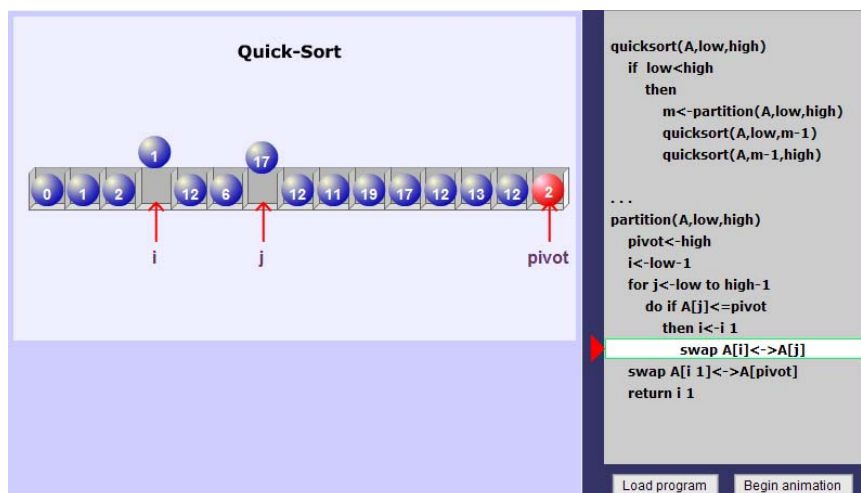 Quick-Sort
1 17
0 1 2 12 6 12 11 19 17 12 13 12 2
i j pivot
quicksort(A,low,high)
if low<high
then
m<-partition(A,low,high)
quicksort(A,low,m-1)
quicksort(A,m-1,high)
...
partition(A,low,high)
pivot<-high
i<-low-1
for j<-low to high-1
do if A[j]<=pivot
then i<-i 1
swap A[i]<->A[j]
swap A[i 1]<->A[pivot]
return i 1
Load program Begin animation